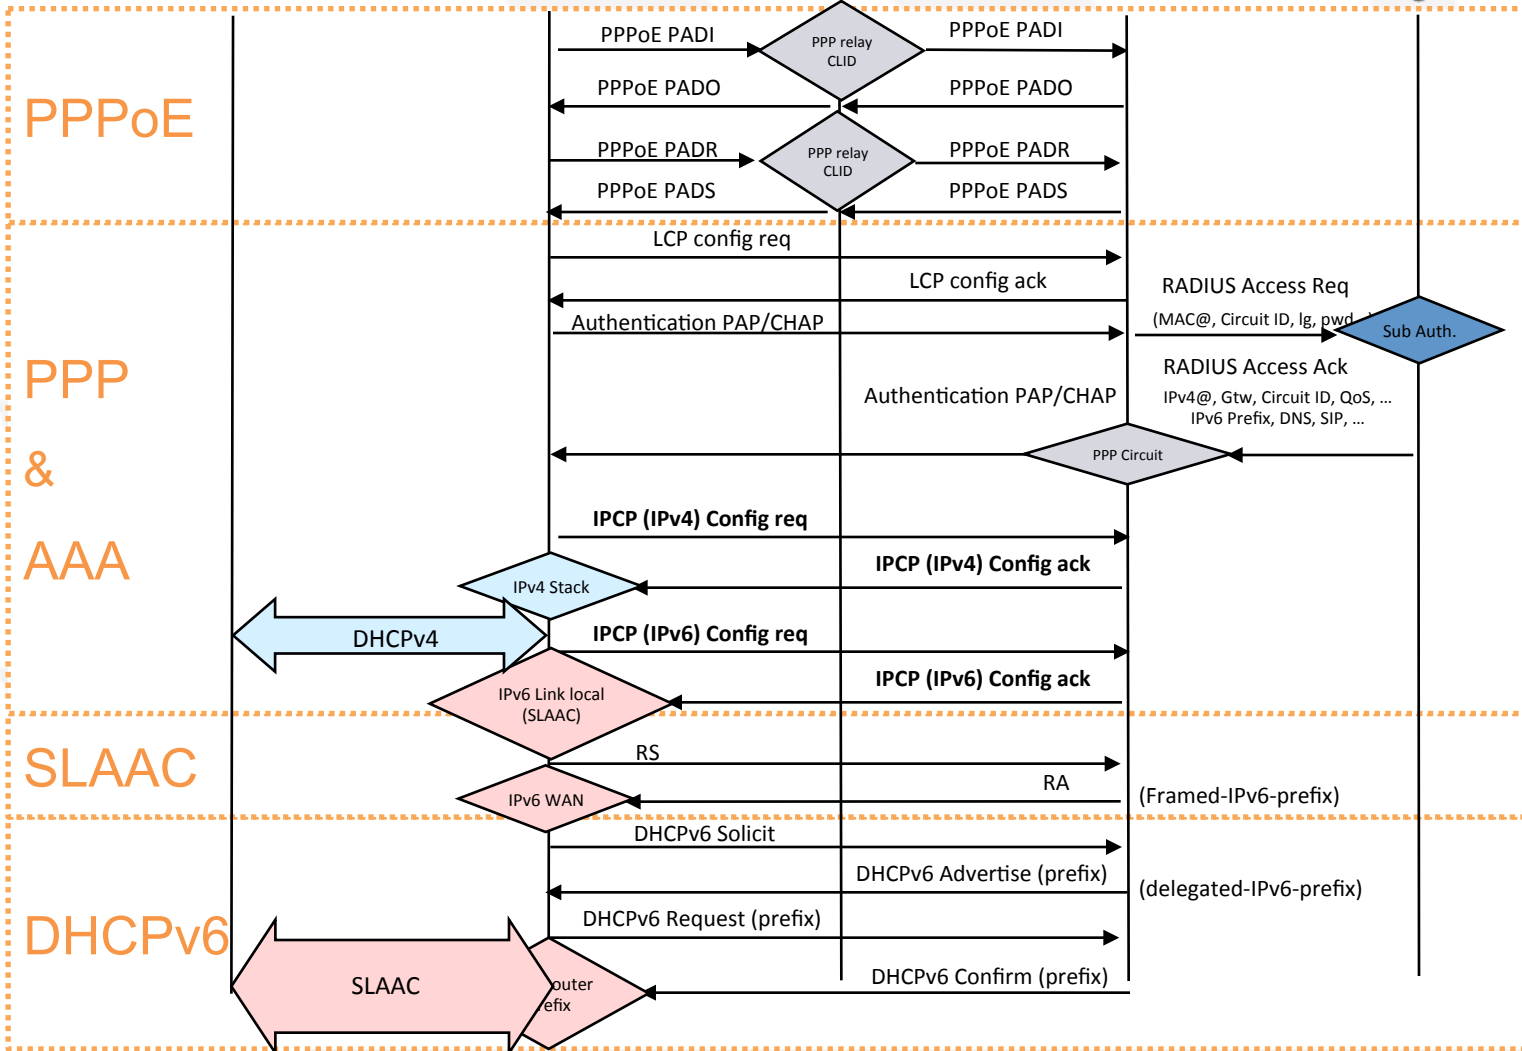 PPPoE
PPPoE PADI
PPP relay
CLID
PPPoE PADI
PPPoE PADO
PPPoE PADO
PPPoE PADR
PPP relay
CLID
PPPoE PADR
PPPoE PADS
PPPoE PADS
PPP
&
AAA
LCP config req
LCP config ack
RADIUS Access Req
(MAC@, Circuit ID, lg, pwd
Authentication PAP/CHAP
Sub Auth.
RADIUS Access Ack
Authentication PAP/CHAP
IPv4@, Gtw, Circuit ID, QoS, ...
IPv6 Prefix, DNS, SIP, ...
PPP Circuit
IPCP (IPv4) Config req
IPCP (IPv4) Config ack
IPv4 Stack
DHCPv4
IPCP (IPv6) Config req
IPCP (IPv6) Config ack
IPv6 Link local
(SLAAC)
SLAAC
RS
RA
IPv6 WAN
(Framed-IPv6-prefix)
DHCPv6
DHCPv6 Solicit
DHCPv6 Advertise (prefix)
(delegated-IPv6-prefix)
DHCPv6 Request (prefix)
DHCPv6 Confirm (prefix)
SLAAC
outer
efix